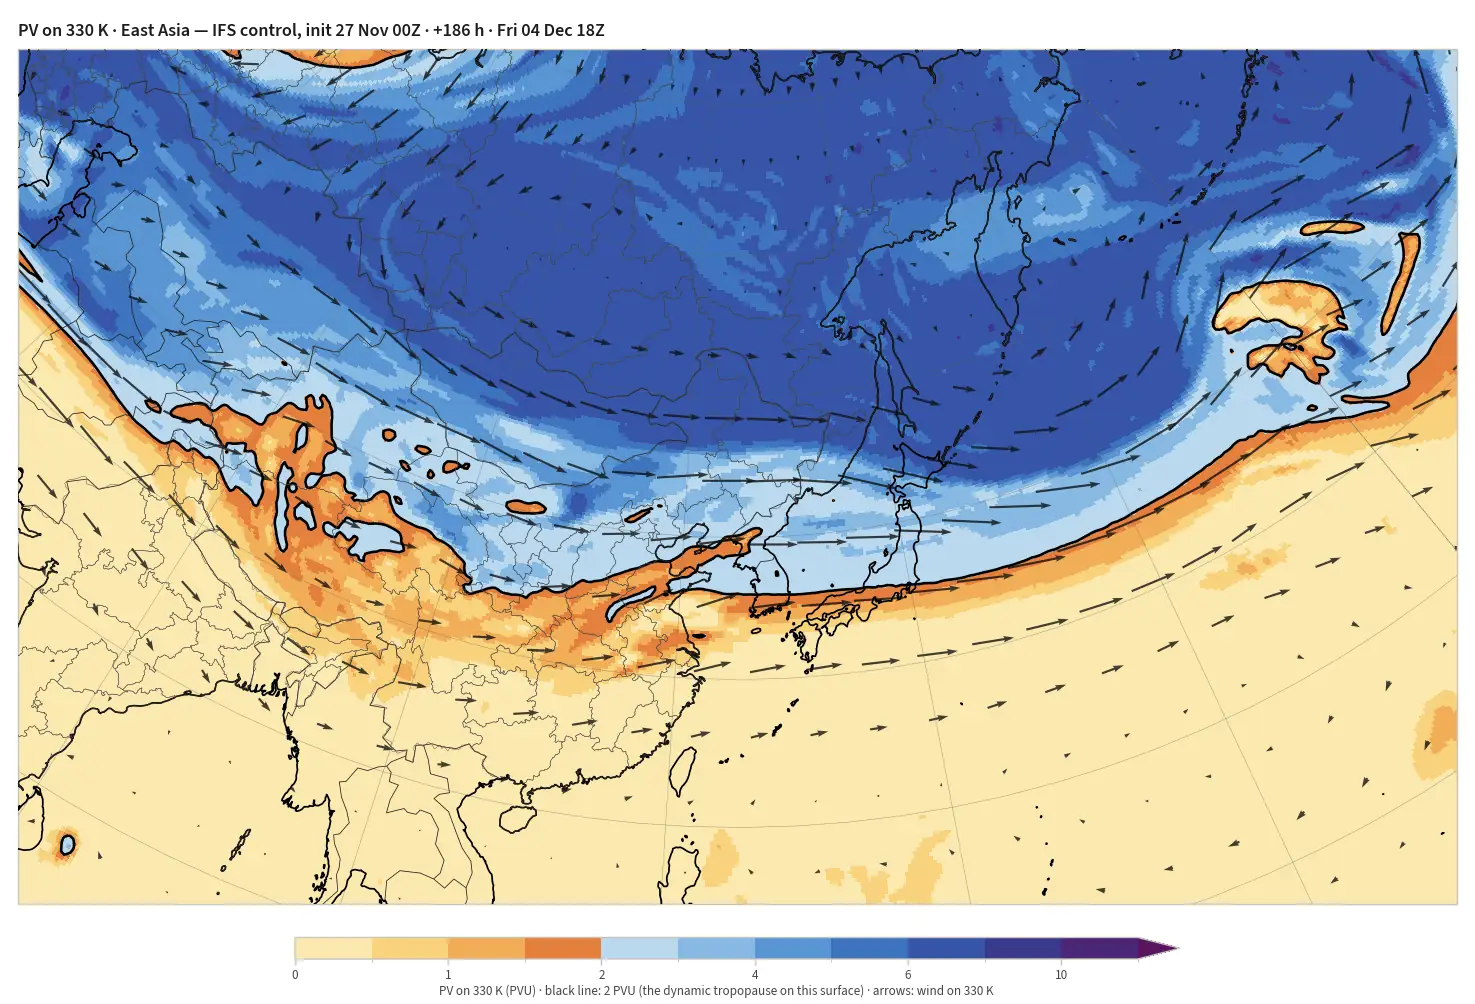 PV on 330 K · East Asia — IFS control, init 27 Nov 00Z · +186 h · Fri 04 Dec 18Z
0 1 2 4 6 10
PV on 330 K (PVU) · black line: 2 PVU (the dynamic tropopause on this surface) · arrows: wind on 330 K